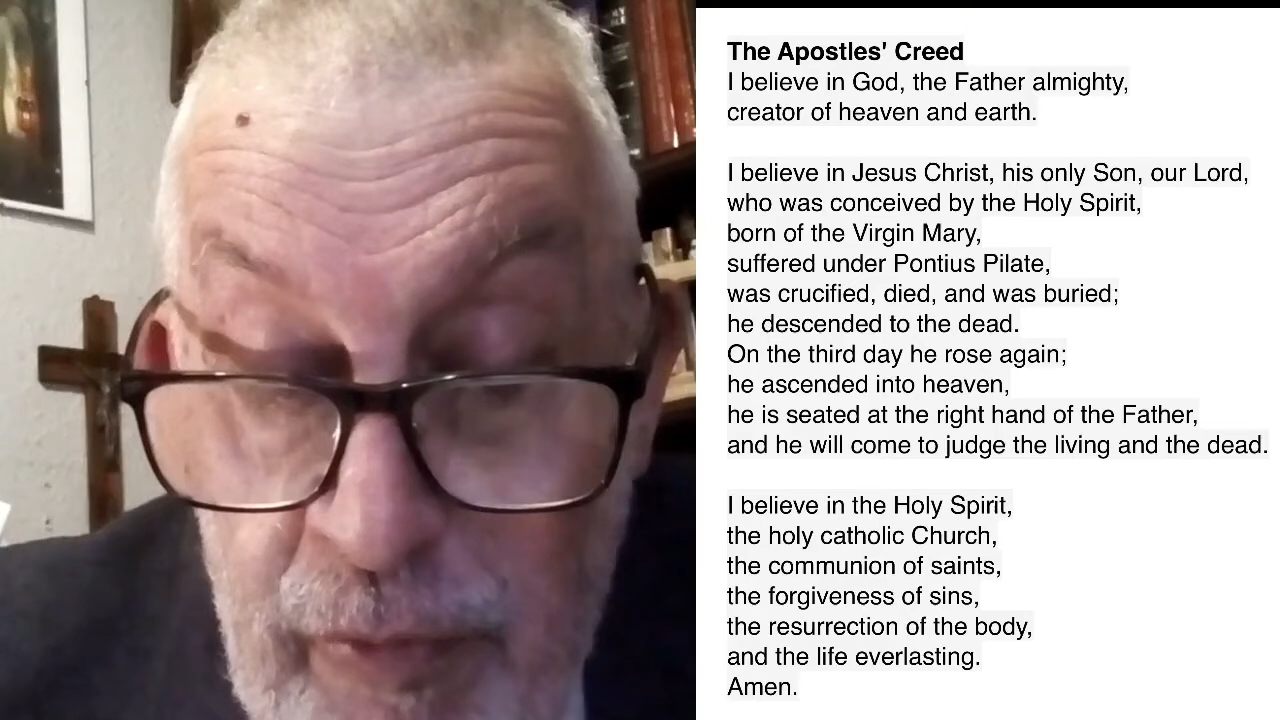 The Apostles' Creed
I believe in God, the Father almighty,
creator of heaven and earth.
I believe in Jesus Christ, his only Son, our Lord,
who was conceived by the Holy Spirit,
born of the Virgin Mary,
suffered under Pontius Pilate,
was crucified, died, and was buried;
he descended to the dead.
On the third day he rose again;
he ascended into heaven,
he is seated at the right hand of the Father,
and he will come to judge the living and the dead.
I believe in the Holy Spirit,
the holy catholic Church,
the communion of saints,
the forgiveness of sins,
the resurrection of the body,
and the life everlasting.
Amen.